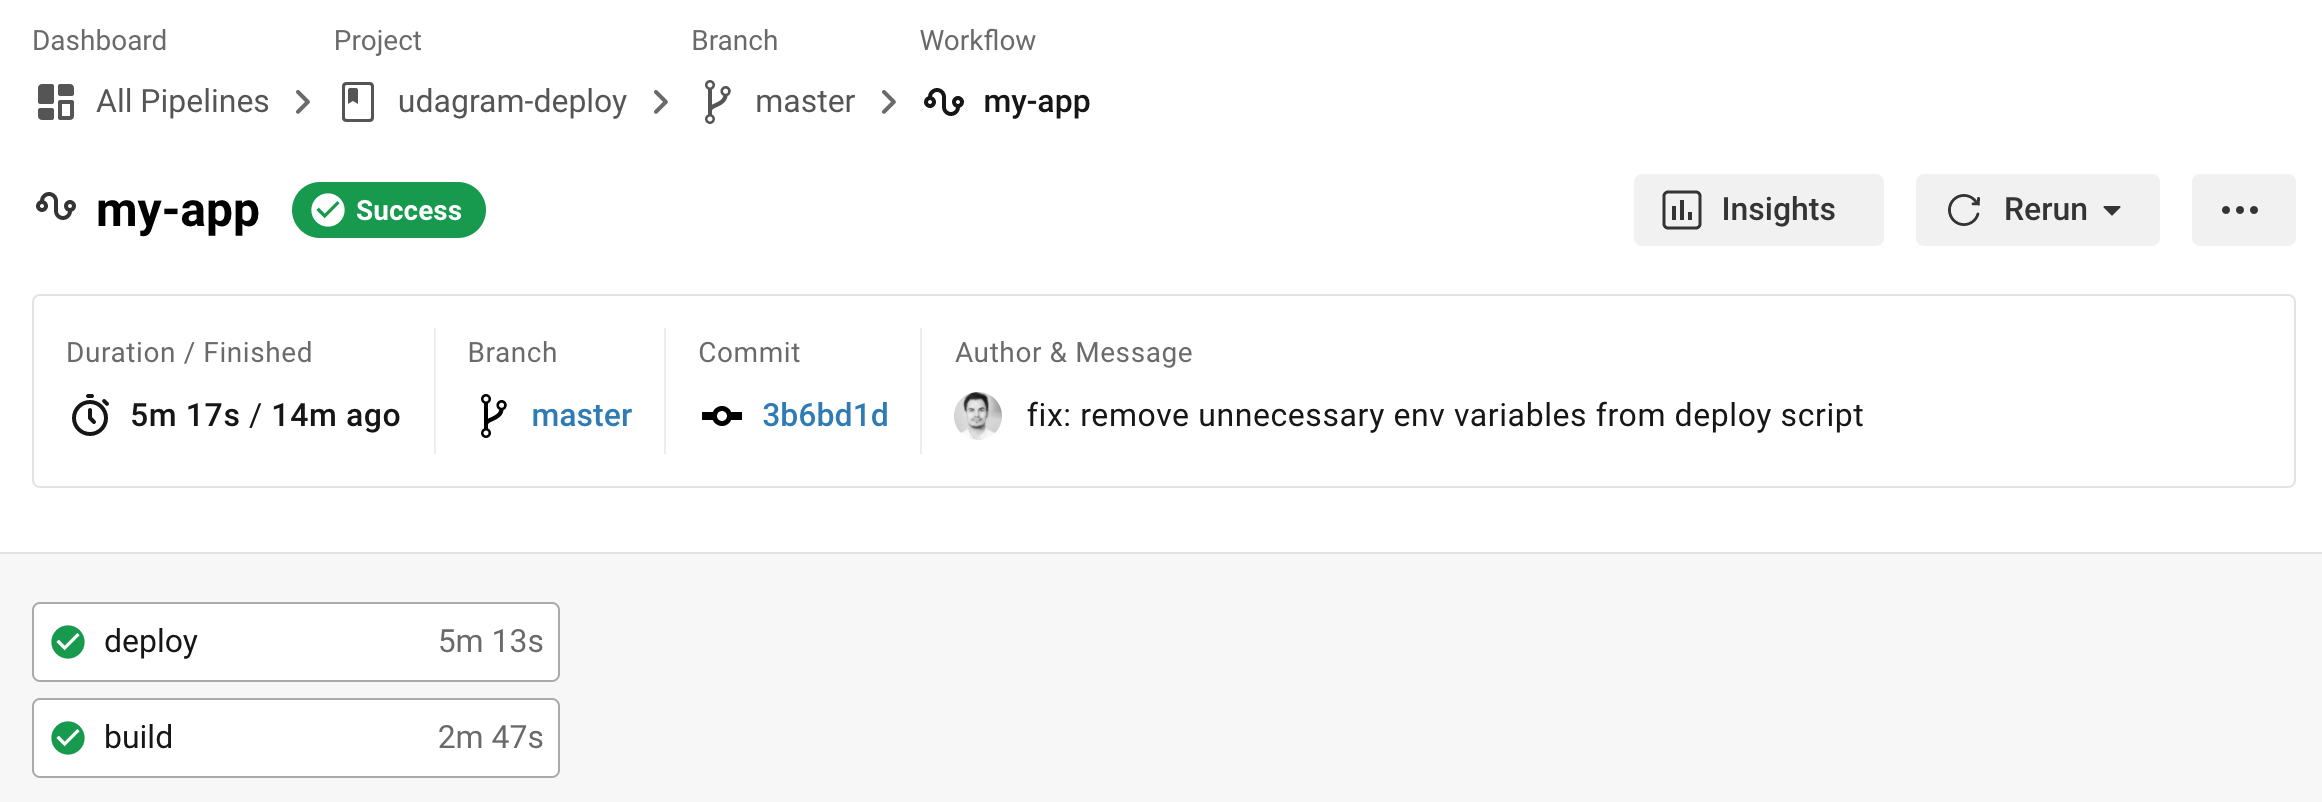 Dashboard Project Branch Workflow
All Pipelines udagram-deploy master my-app
my-app Success Insights Rerun
Duration / Finished Branch Commit Author & Message
5m 17s / 14m ago master 3b6bd1d fix: remove unnecessary env variables from deploy script
deploy 5m 13s
build 2m 47s